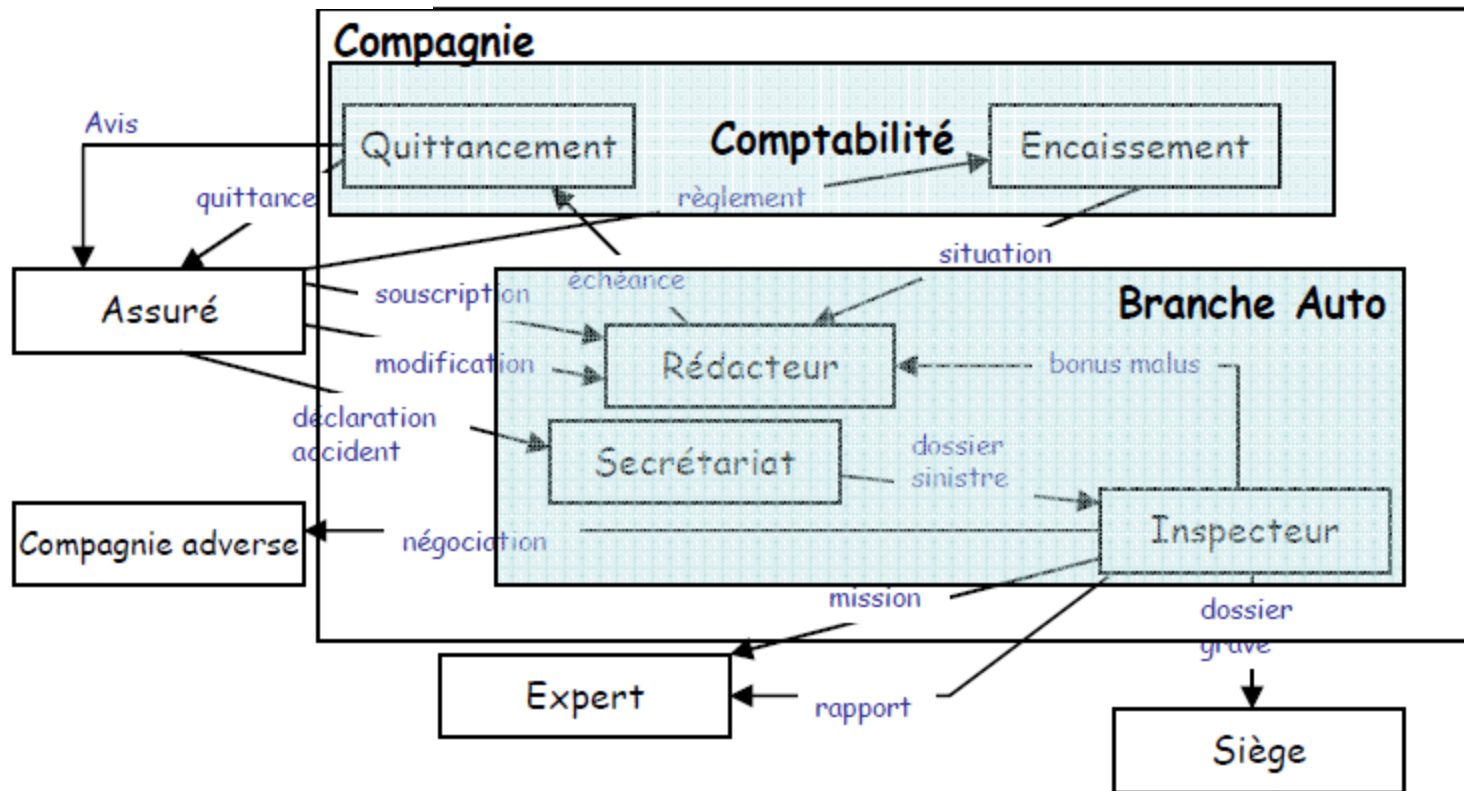 Compagnie
Avis
Quittancement
Comptabilité
Encaissement
quittance
règlement
situation
Assuré
souscription
échéance
Branche Auto
modification
Rédacteur
bonus malus
déclaration
accident
Secrétariat
dossier
sinistre
Compagnie adverse
négociation
Inspecteur
mission
dossier
grave
Expert
rapport
Siège